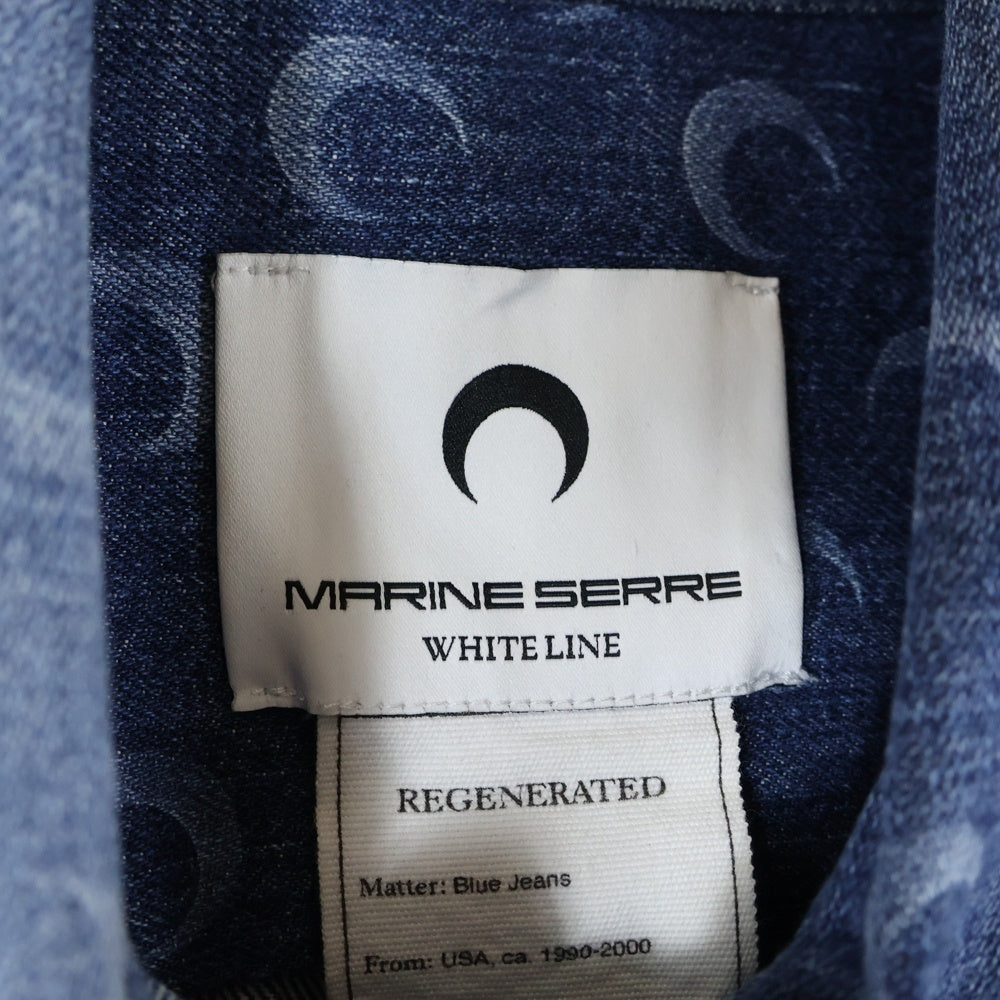 MARINE SERRE
WHITE LINE
REGENERATED
Matter: Blue Jeans
From: USA, ca. 1990-2000